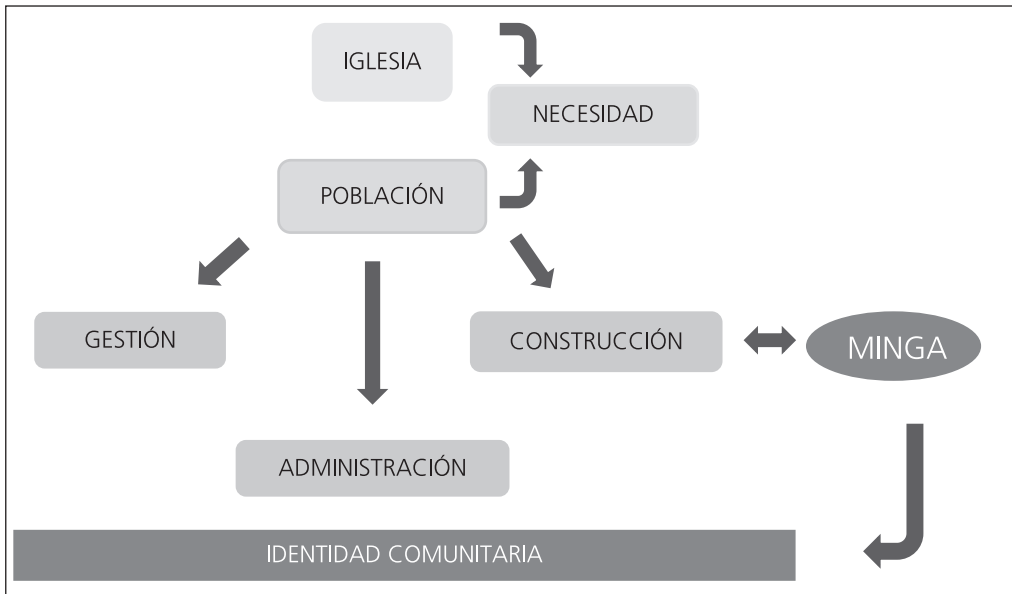 IGLESIA
NECESIDAD
POBLACIÓN
GESTIÓN
CONSTRUCCIÓN
MINGA
ADMINISTRACIÓN
IDENTIDAD COMUNITARIA